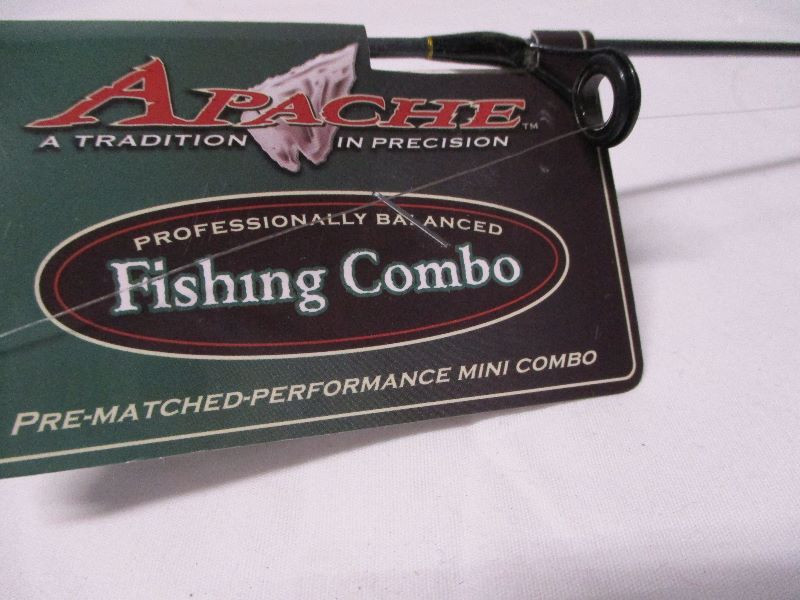 APACHE™
A TRADITION IN PRECISION
PROFESSIONALLY BALANCED
Fishing Combo
PRE-MATCHED-PERFORMANCE MINI COMBO